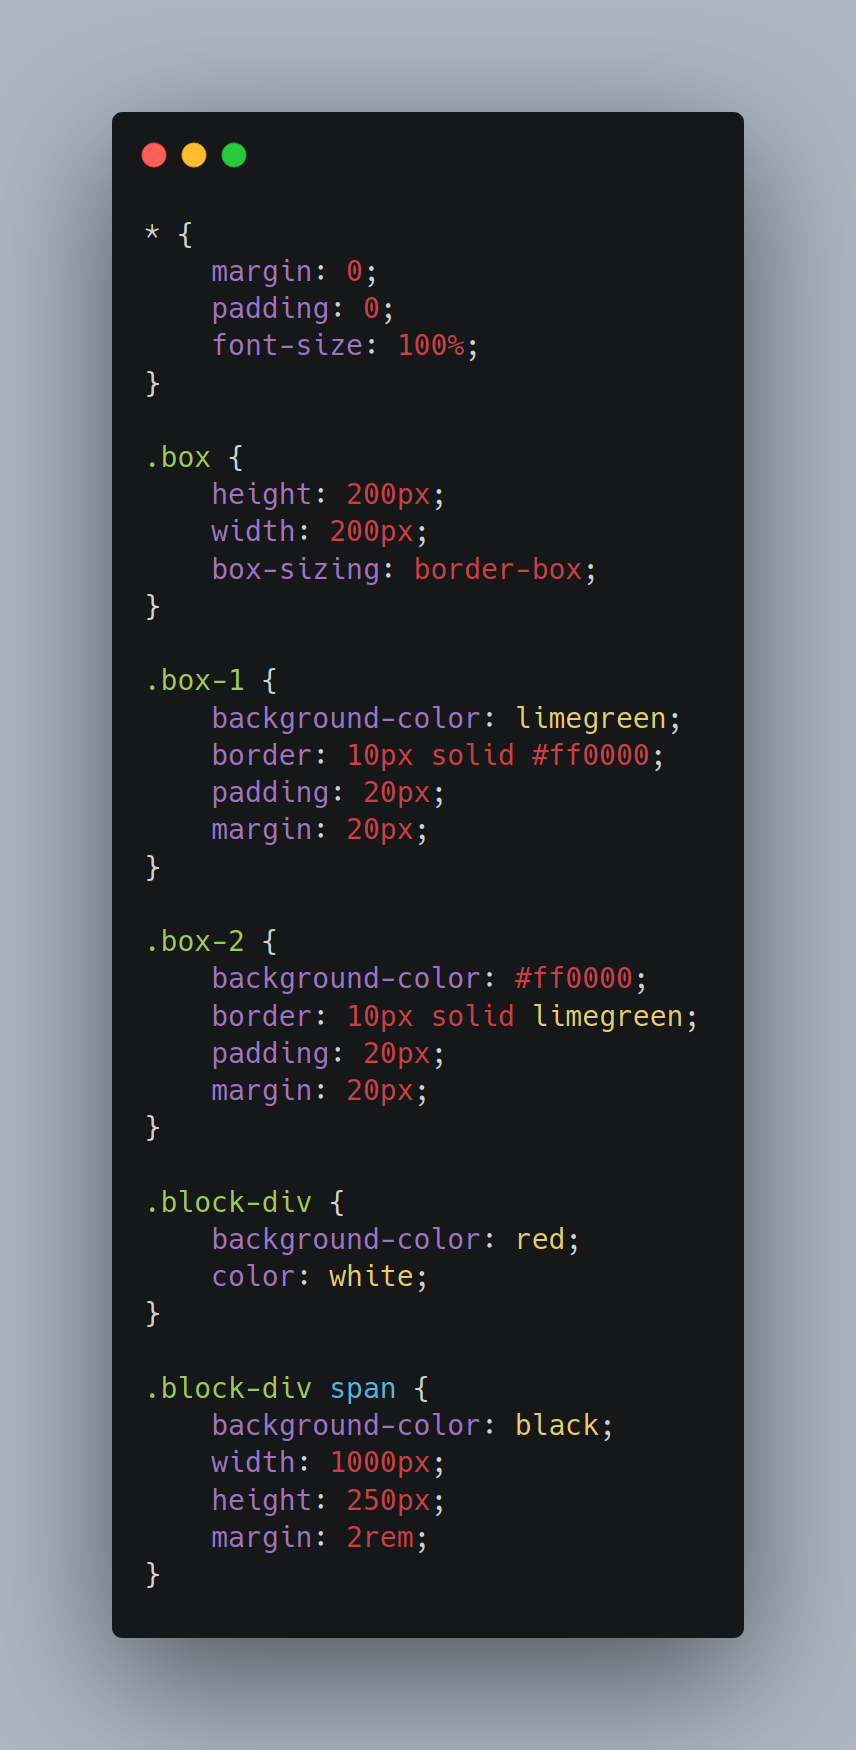 * {
    margin: 0;
    padding: 0;
    font-size: 100%;
}

.box {
    height: 200px;
    width: 200px;
    box-sizing: border-box;
}

.box-1 {
    background-color: limegreen;
    border: 10px solid #ff0000;
    padding: 20px;
    margin: 20px;
}

.box-2 {
    background-color: #ff0000;
    border: 10px solid limegreen;
    padding: 20px;
    margin: 20px;
}

.block-div {
    background-color: red;
    color: white;
}

.block-div span {
    background-color: black;
    width: 1000px;
    height: 250px;
    margin: 2rem;
}